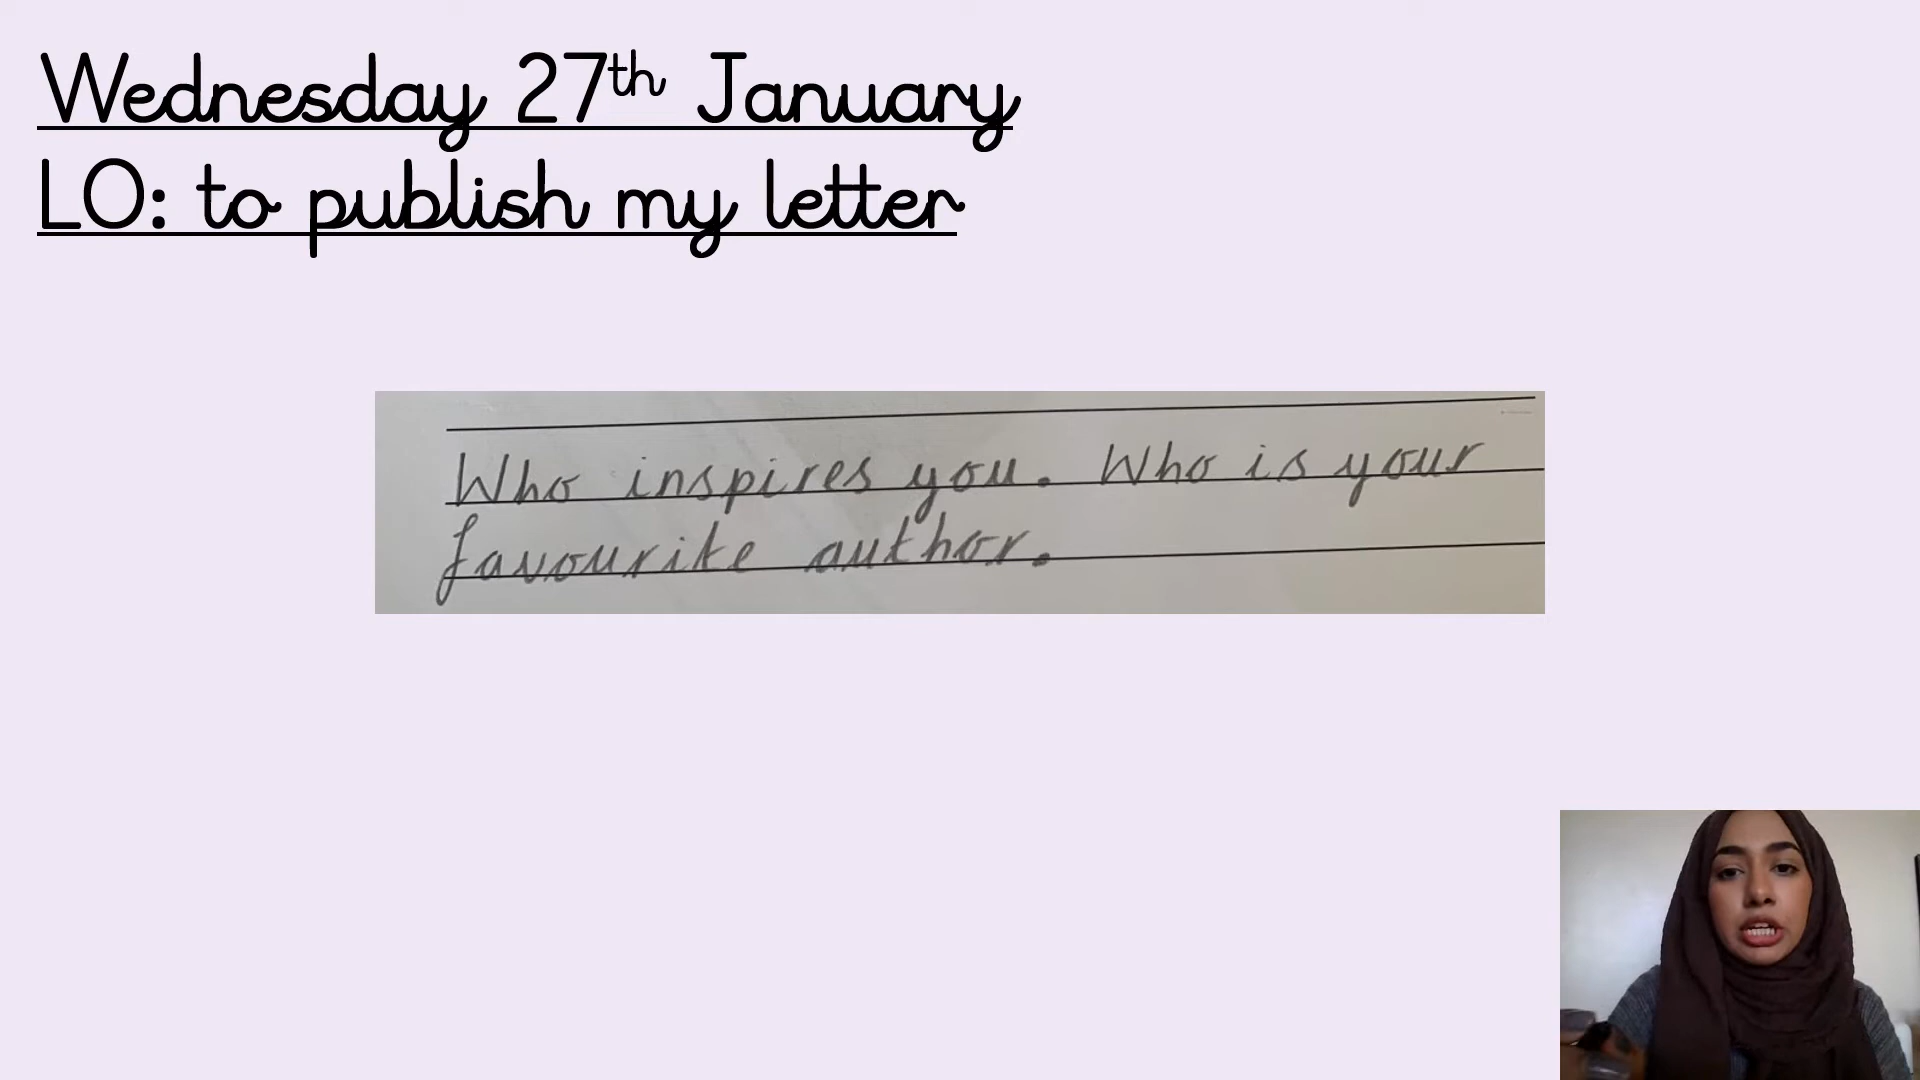 Wednesday 27th January
LO: to publish my letter
Who inspires you. Who is your
favourite author.